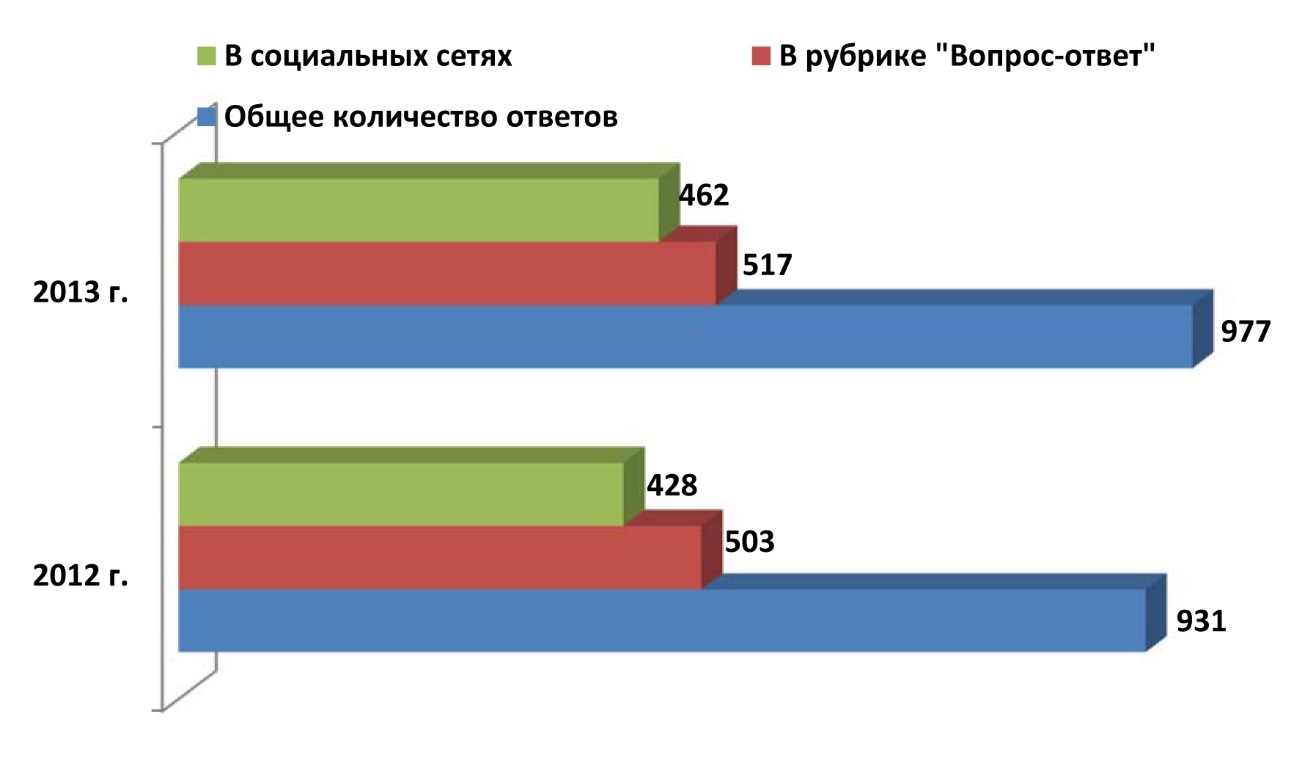 В социальных сетях
В рубрике "Вопрос-ответ"
Общее количество ответов
462
517
2013 г.
977
428
503
2012 г.
931